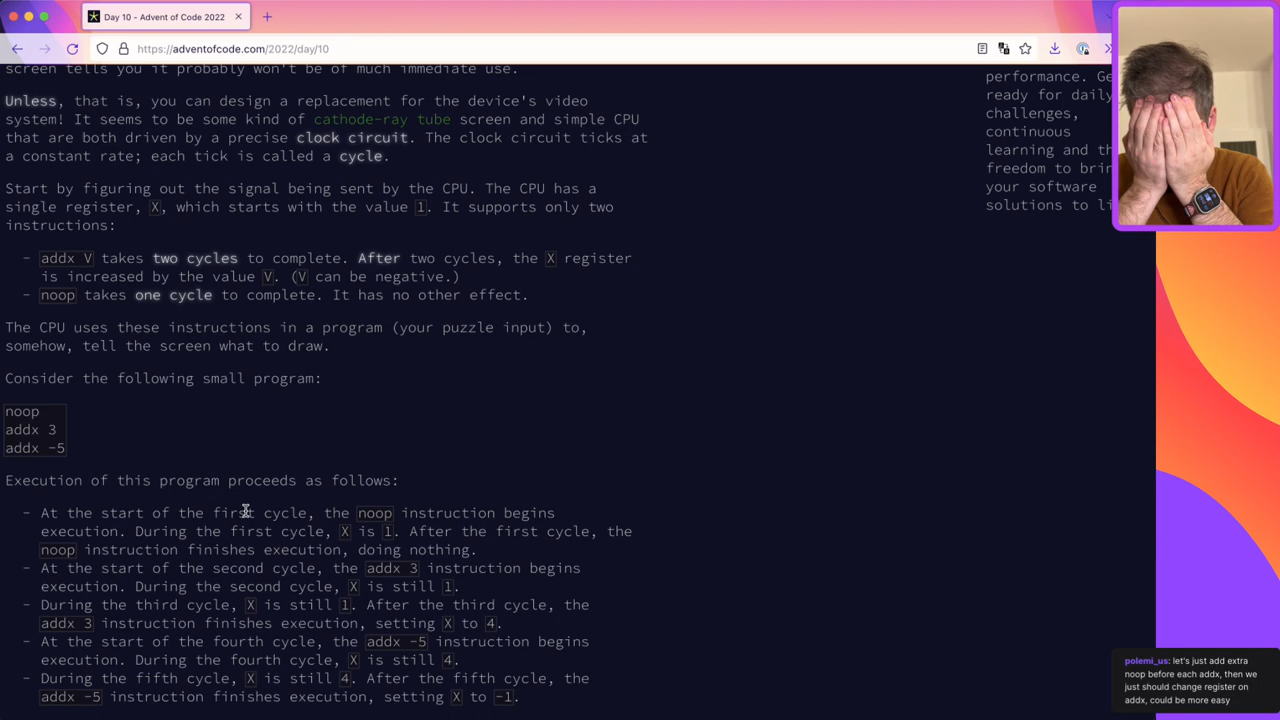 Day 10 - Advent of Code 2022
https://adventofcode.com/2022/day/10
screen tells you it probably won't be of much immediate use.
Unless, that is, you can design a replacement for the device's video
system! It seems to be some kind of cathode-ray tube screen and simple CPU
that are both driven by a precise clock circuit. The clock circuit ticks at
a constant rate; each tick is called a cycle.
Start by figuring out the signal being sent by the CPU. The CPU has a
single register, X, which starts with the value 1. It supports only two
instructions:
- addx V takes two cycles to complete. After two cycles, the X register
is increased by the value V. (V can be negative.)
- noop takes one cycle to complete. It has no other effect.
The CPU uses these instructions in a program (your puzzle input) to,
somehow, tell the screen what to draw.
Consider the following small program:
noop
addx 3
addx -5
Execution of this program proceeds as follows:
- At the start of the first cycle, the noop instruction begins
execution. During the first cycle, X is 1. After the first cycle, the
noop instruction finishes execution, doing nothing.
- At the start of the second cycle, the addx 3 instruction begins
execution. During the second cycle, X is still 1.
- During the third cycle, X is still 1. After the third cycle, the
addx 3 instruction finishes execution, setting X to 4.
- At the start of the fourth cycle, the addx -5 instruction begins
execution. During the fourth cycle, X is still 4.
- During the fifth cycle, X is still 4. After the fifth cycle, the
addx -5 instruction finishes execution, setting X to -1.
performance. Ge
ready for daily
challenges,
continuous
learning and th
freedom to brin
your software
solutions to li
polemi_us: let's just add extra
noop before each addx, then we
just should change register on
addx, could be more easy